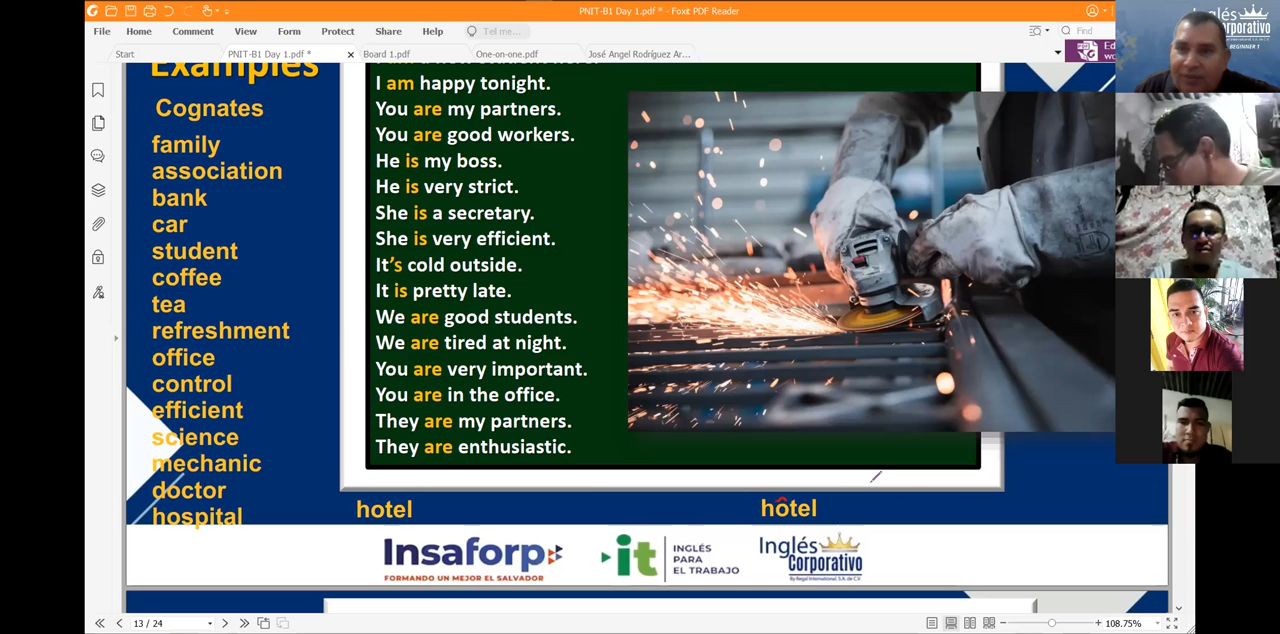 PNIT-B1 Day 1.pdf * - Foxit PDF Reader
File Home Comment View Form Protect Share Help Tell me... Find
Start PNIT-B1 Day 1.pdf * Board 1.pdf One-on-one.pdf José Angel Rodríguez Ar...
Inglés
Corporativo
BEGINNER 1
Examples
Cognates
family
association
bank
car
student
coffee
tea
refreshment
office
control
efficient
science
mechanic
doctor
hospital
I am happy tonight.
You are my partners.
You are good workers.
He is my boss.
He is very strict.
She is a secretary.
She is very efficient.
It's cold outside.
It is pretty late.
We are good students.
We are tired at night.
You are very important.
You are in the office.
They are my partners.
They are enthusiastic.
hotel hôtel
Insaforp
FORMANDO UN MEJOR EL SALVADOR
it INGLÉS
PARA
EL TRABAJO
Inglés
Corporativo
By Regal International, S.A. de C.V.
13 / 24 108.75%